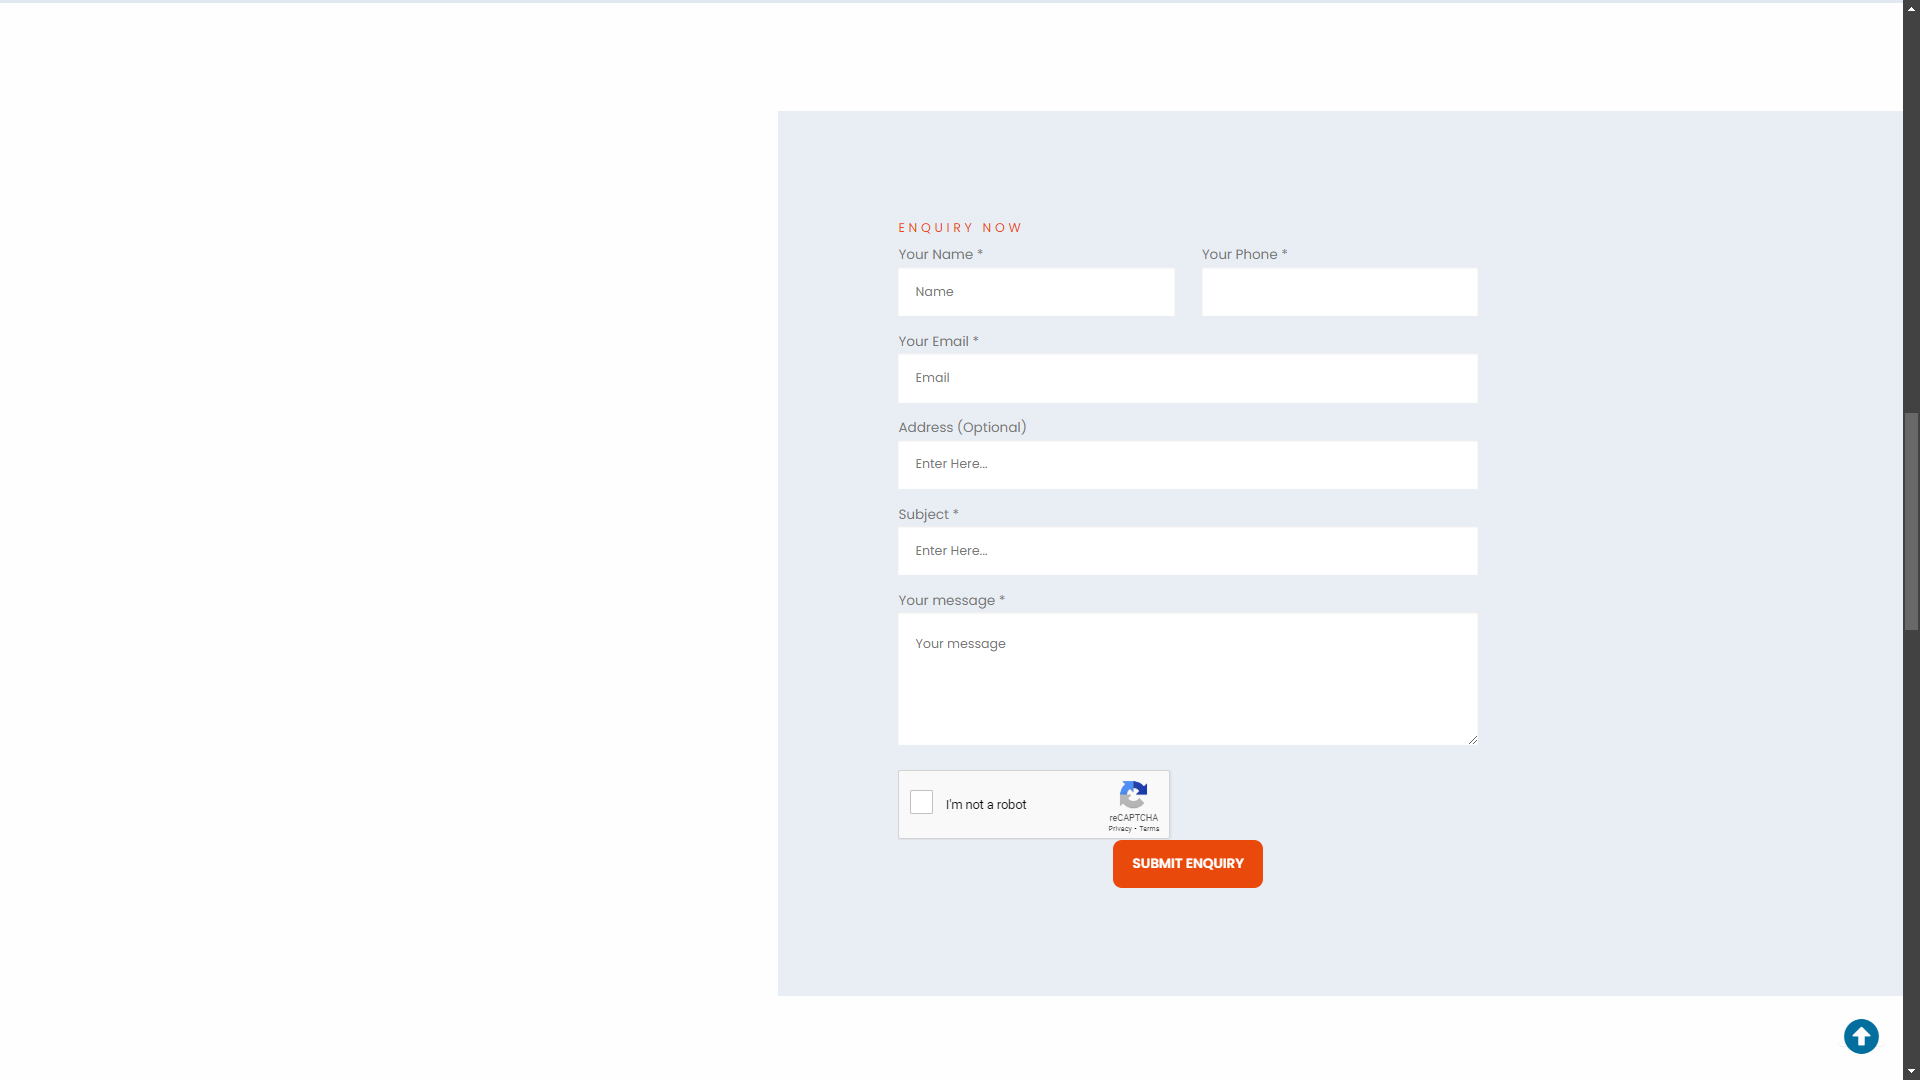 ENQUIRY NOW
Your Name * Your Phone *
Name
Your Email *
Email
Address (Optional)
Enter Here...
Subject *
Enter Here...
Your message *
Your message
I'm not a robot
reCAPTCHA
Privacy - Terms
SUBMIT ENQUIRY